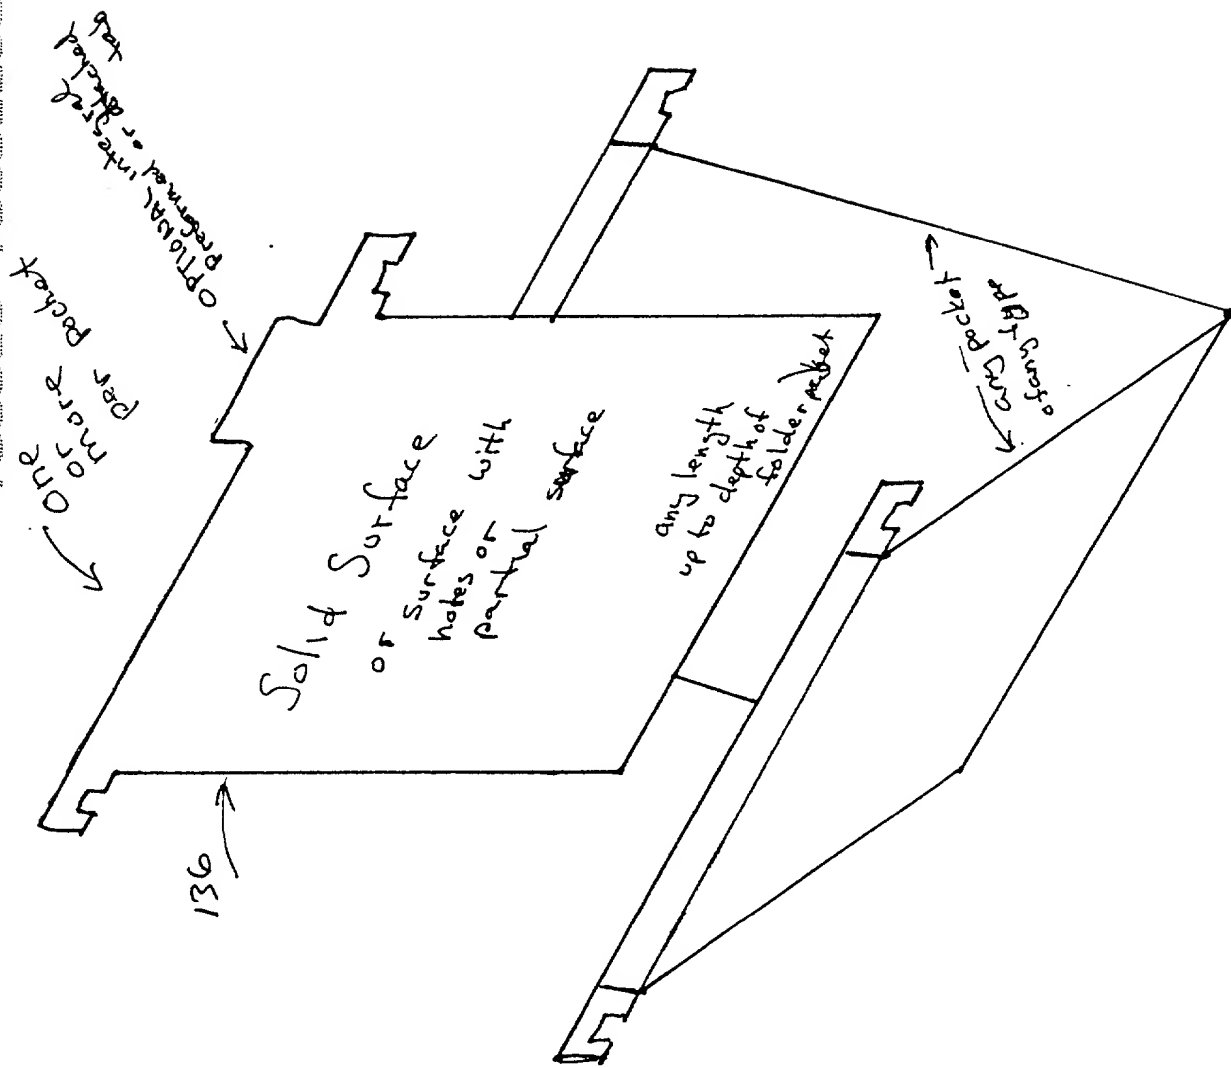 OPTIONAL integral
preformed or attached
tab
one
or
more
per pocket
Solid Surface
or surface with
holes or
partial surface
any length
up to depth of
folder pocket
any pocket
of any type
136